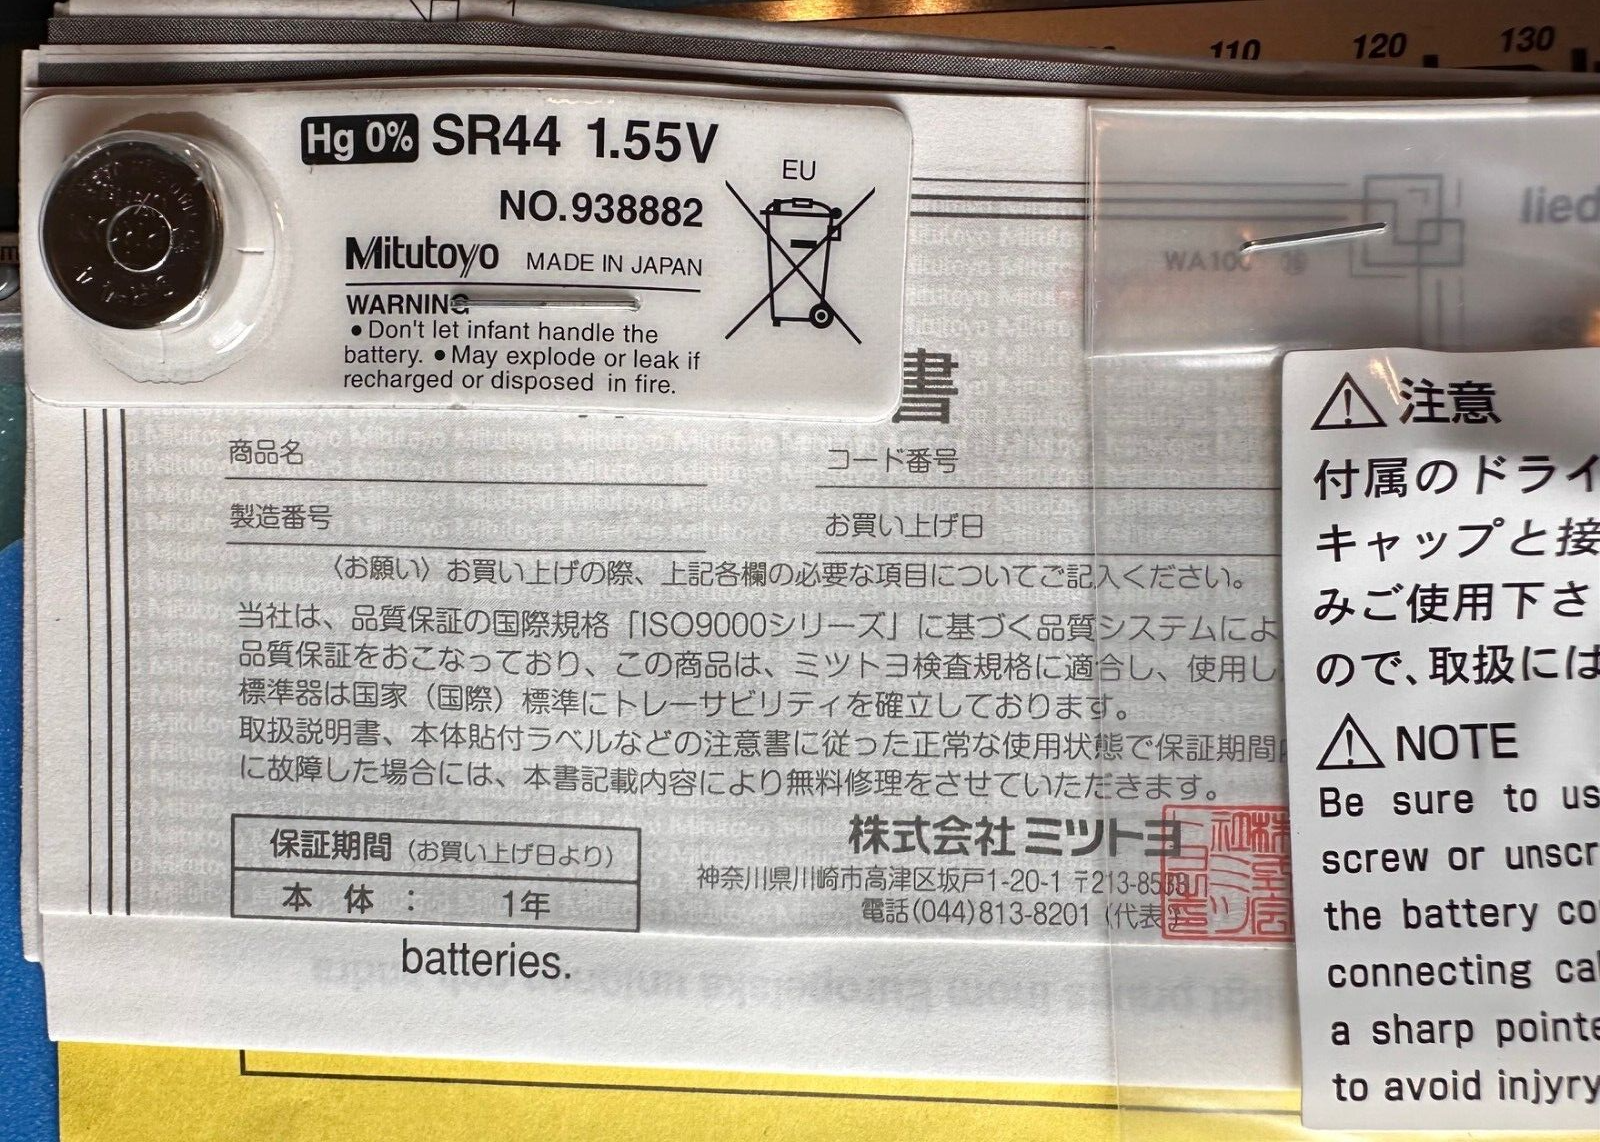 110 120 130
Hg 0% SR44 1.55V
EU
NO.938882
Mitutoyo MADE IN JAPAN
WARNING
● Don't let infant handle the
battery. ● May explode or leak if
recharged or disposed in fire.
WA100
lied
書
商品名
コード番号
製造番号
お買い上げ日
〈お願い〉お買い上げの際、上記各欄の必要な項目についてご記入ください。
当社は、品質保証の国際規格「ISO9000シリーズ」に基づく品質システムによ
品質保証をおこなっており、この商品は、ミツトヨ検査規格に適合し、使用し
標準器は国家（国際）標準にトレーサビリティを確立しております。
取扱説明書、本体貼付ラベルなどの注意書に従った正常な使用状態で保証期間
に故障した場合には、本書記載内容により無料修理をさせていただきます。
保証期間（お買い上げ日より）
本 体 ： 1年
株式会社ミツトヨ
神奈川県川崎市高津区坂戸1-20-1 〒213-8533
電話(044)813-8201（代表）
batteries.
⚠注意
付属のドライ
キャップと接
みご使用下さ
ので、取扱には
⚠NOTE
Be sure to us
screw or unscr
the battery co
connecting ca
a sharp pointe
to avoid injyry